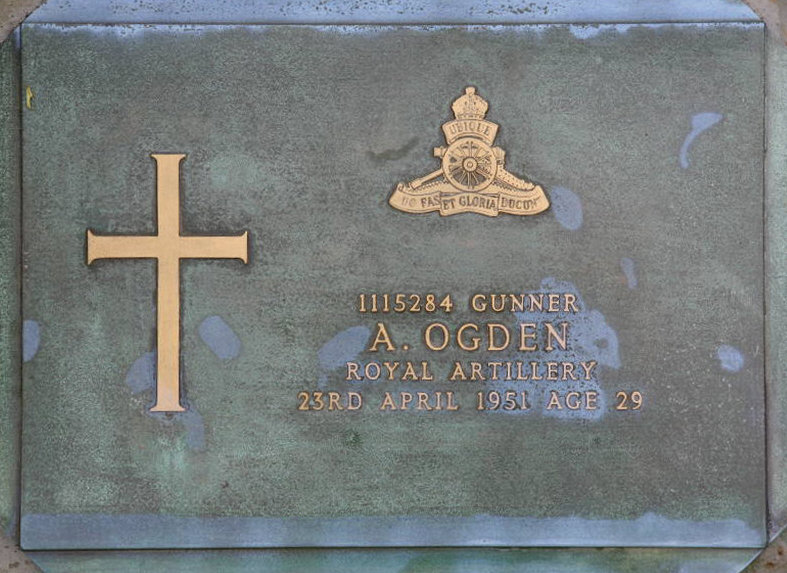 UBIQUE
QUO FAS ET GLORIA DUCUNT
1115284 GUNNER
A. OGDEN
ROYAL ARTILLERY
23RD APRIL 1951 AGE 29